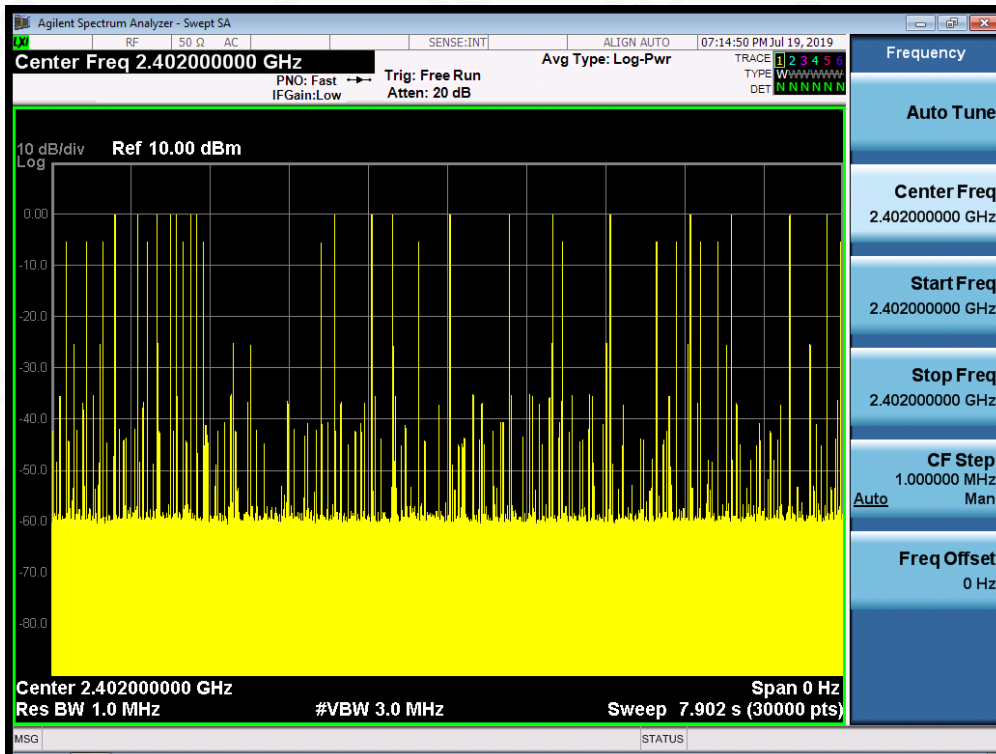 Agilent Spectrum Analyzer - Swept SA
LXI RF 50 Ω AC SENSE:INT ALIGN AUTO 07:14:50 PM Jul 19, 2019
Center Freq 2.402000000 GHz
PNO: Fast
IFGain:Low
Trig: Free Run
Atten: 20 dB
Avg Type: Log-Pwr
TRACE 1 2 3 4 5 6
TYPE WWWWWW
DET N N N N N N
10 dB/div Ref 10.00 dBm
Log
0.00
-10.0
-20.0
-30.0
-40.0
-50.0
-60.0
-70.0
-80.0
Center 2.402000000 GHz Span 0 Hz
Res BW 1.0 MHz #VBW 3.0 MHz Sweep 7.902 s (30000 pts)
MSG STATUS
Frequency
Auto Tune
Center Freq
2.402000000 GHz
Start Freq
2.402000000 GHz
Stop Freq
2.402000000 GHz
CF Step
1.000000 MHz
Auto Man
Freq Offset
0 Hz